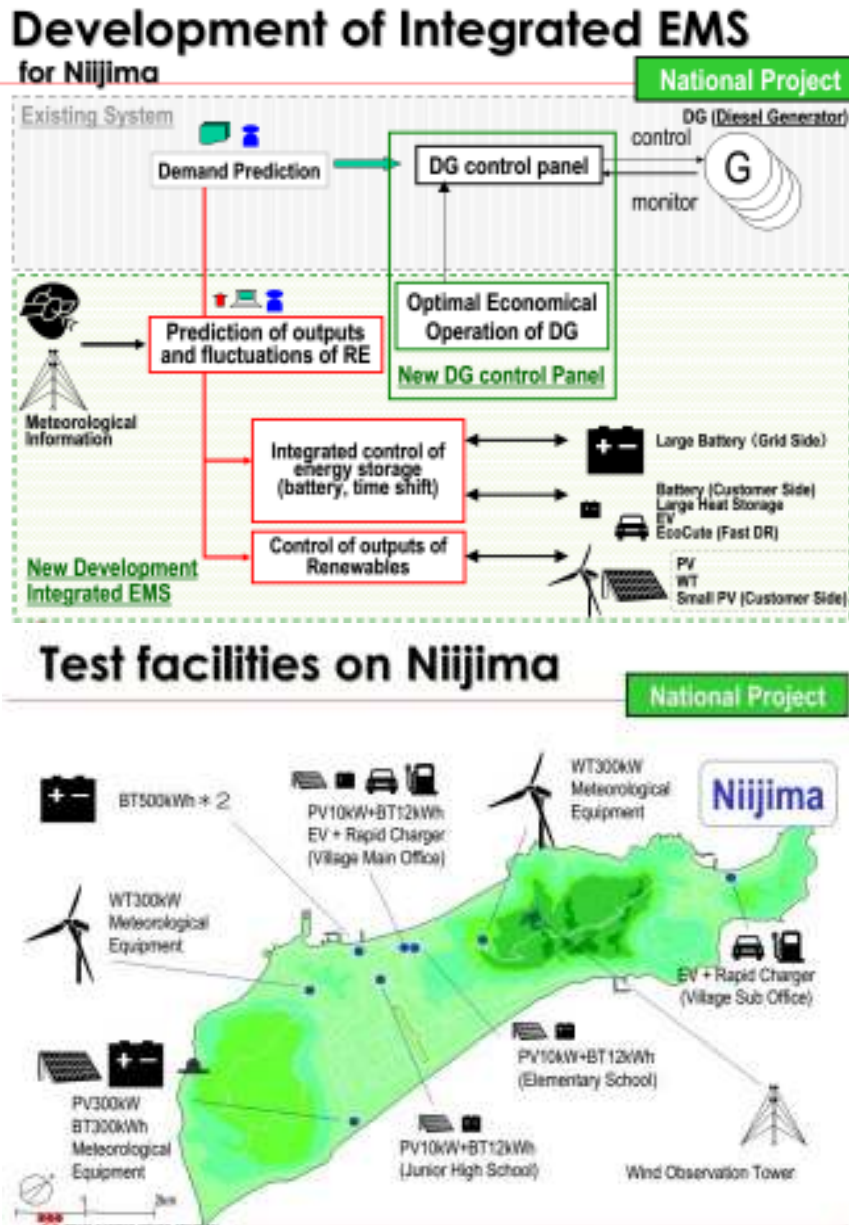 Development of Integrated EMS
for Niijima
National Project
Existing System
DG (Diesel Generator)
Demand Prediction
DG control panel
control
G
monitor
Prediction of outputs
and fluctuations of RE
Optimal Economical
Operation of DG
New DG control Panel
Meteorological
Information
Integrated control of
energy storage
(battery, time shift)
Large Battery (Grid Side)
Battery (Customer Side)
Large Heat Storage
EV
EcoCute (Fast DR)
Control of outputs of
Renewables
New Development
Integrated EMS
PV
WT
Small PV (Customer Side)
Test facilities on Niijima
National Project
BT500kWh*2
PV10kW+BT12kWh
EV + Rapid Charger
(Village Main Office)
WT300kW
Meteorological
Equipment
Niijima
WT300kW
Meteorological
Equipment
EV + Rapid Charger
(Village Sub Office)
PV10kW+BT12kWh
(Elementary School)
PV300kW
BT300kWh
Meteorological
Equipment
PV10kW+BT12kWh
(Junior High School)
Wind Observation Tower